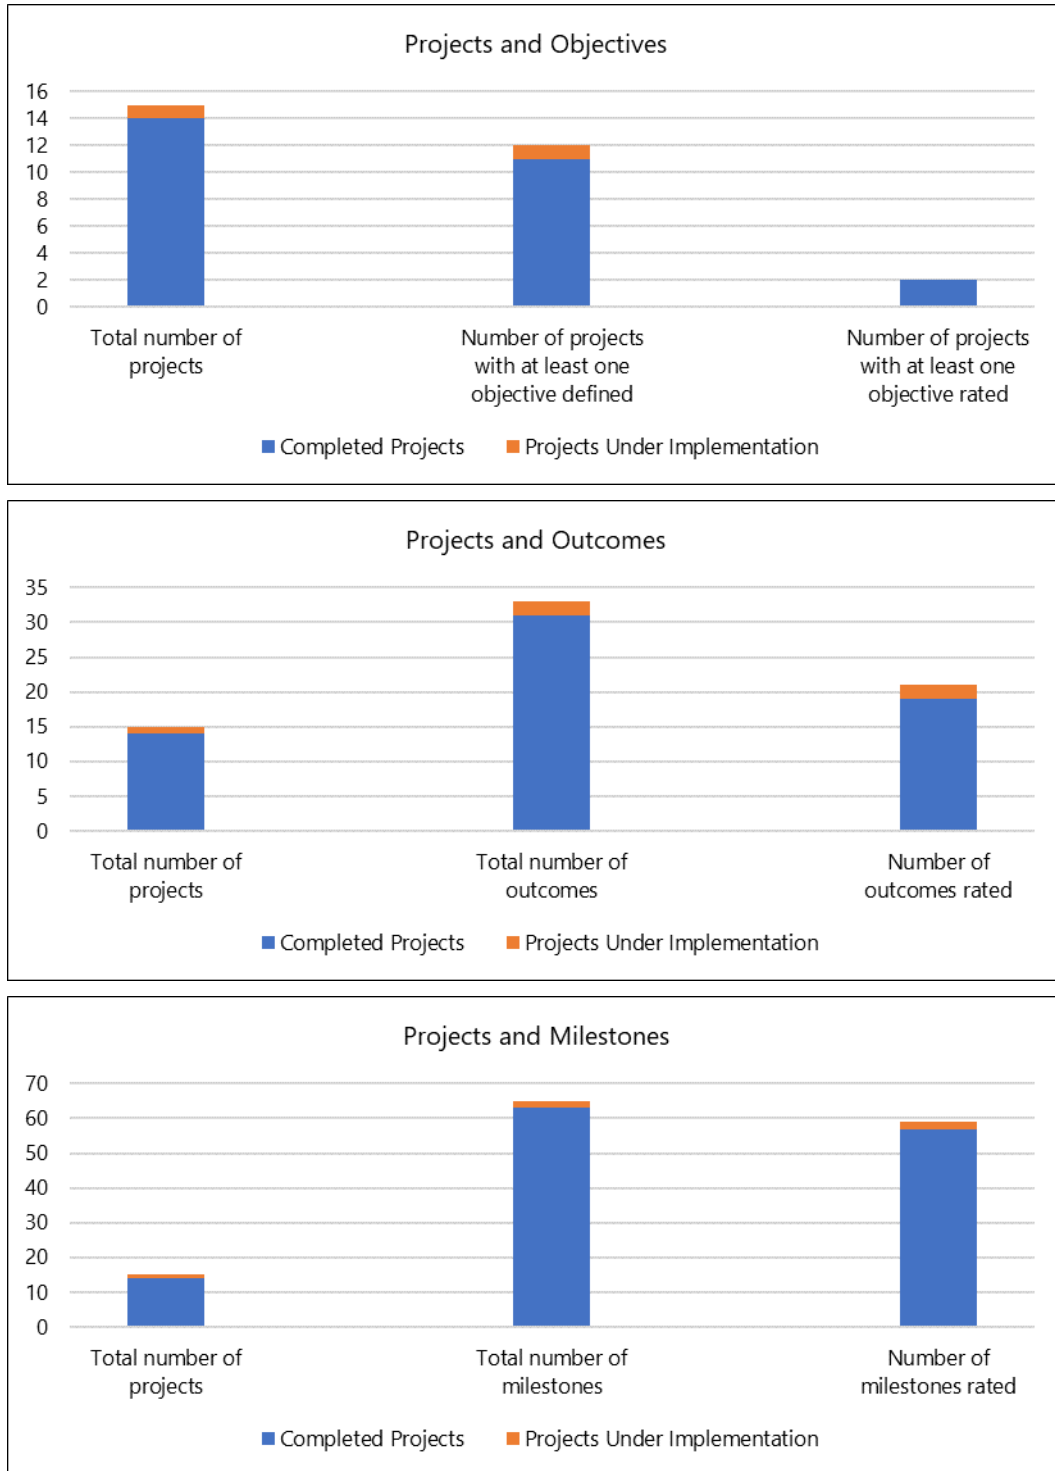 Projects and Objectives
16
14
12
10
8
6
4
2
0
Total number of
projects
Number of projects
with at least one
objective defined
Number of projects
with at least one
objective rated
Completed Projects
Projects Under Implementation
Projects and Outcomes
35
30
25
20
15
10
5
0
Total number of
projects
Total number of
outcomes
Number of
outcomes rated
Completed Projects
Projects Under Implementation
Projects and Milestones
70
60
50
40
30
20
10
0
Total number of
projects
Total number of
milestones
Number of
milestones rated
Completed Projects
Projects Under Implementation